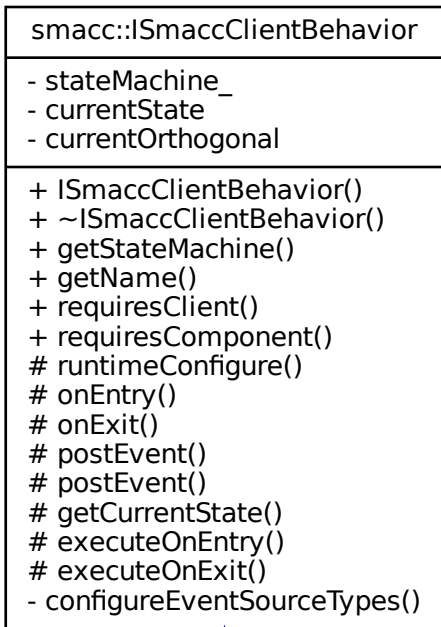 smacc::ISmaccClientBehavior
- stateMachine_
- currentState
- currentOrthogonal
+ ISmaccClientBehavior()
+ ~ISmaccClientBehavior()
+ getStateMachine()
+ getName()
+ requiresClient()
+ requiresComponent()
# runtimeConfigure()
# onEntry()
# onExit()
# postEvent()
# postEvent()
# getCurrentState()
# executeOnEntry()
# executeOnExit()
- configureEventSourceTypes()